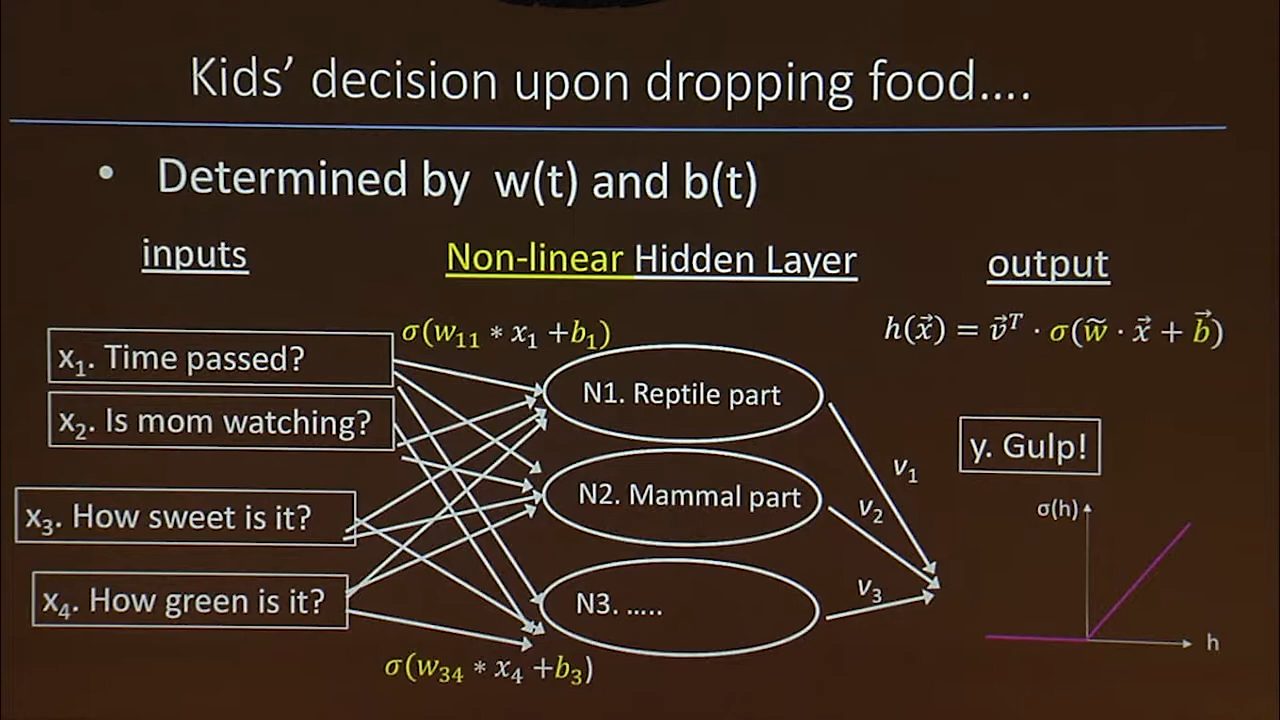 Kids' decision upon dropping food....
• Determined by w(t) and b(t)
inputs
Non-linear Hidden Layer
output
σ(w₁₁ * x₁ +b₁)
h(x⃗) = v⃗ᵀ · σ(w̃ · x⃗ + b⃗)
x₁. Time passed?
x₂. Is mom watching?
x₃. How sweet is it?
x₄. How green is it?
N1. Reptile part
N2. Mammal part
N3. .....
v₁
v₂
v₃
y. Gulp!
σ(h)
h
σ(w₃₄ * x₄ +b₃)